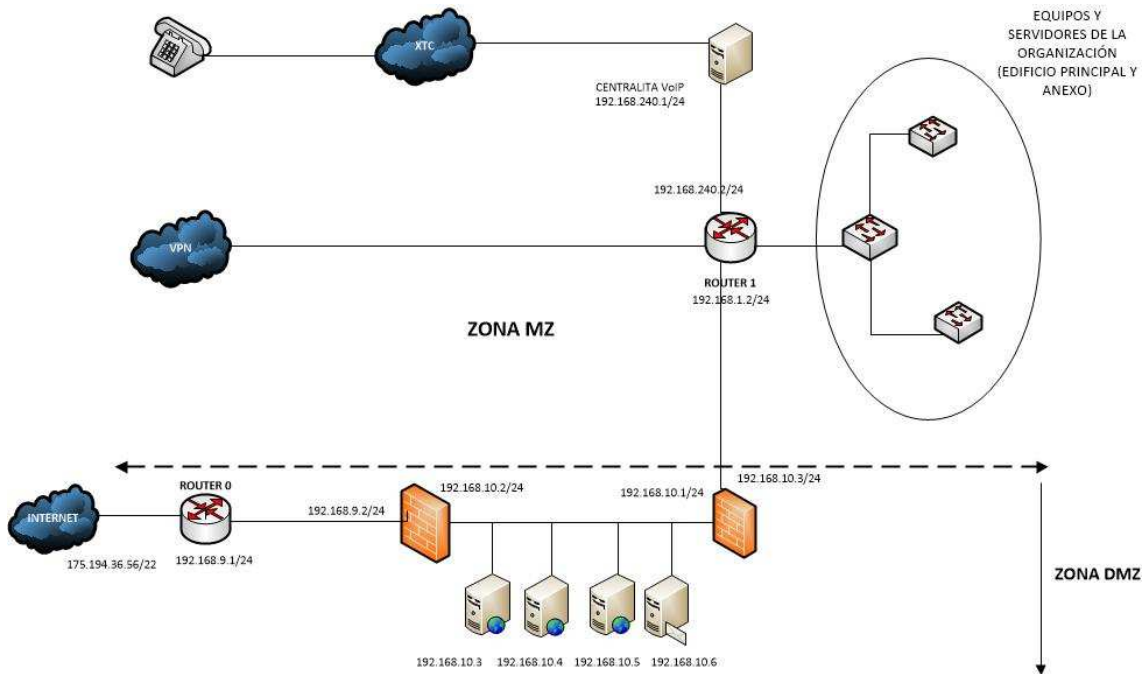 EQUIPOS Y
SERVIDORES DE LA
ORGANIZACIÓN
(EDIFICIO PRINCIPAL Y
ANEXO)
XTC
CENTRALITA VoIP
192.168.240.1/24
192.168.240.2/24
VPN
ROUTER 1
192.168.1.2/24
ZONA MZ
ROUTER 0
192.168.10.2/24
192.168.10.1/24
192.168.10.3/24
INTERNET
192.168.9.2/24
175.194.36.56/22
192.168.9.1/24
ZONA DMZ
192.168.10.3
192.168.10.4
192.168.10.5
192.168.10.6